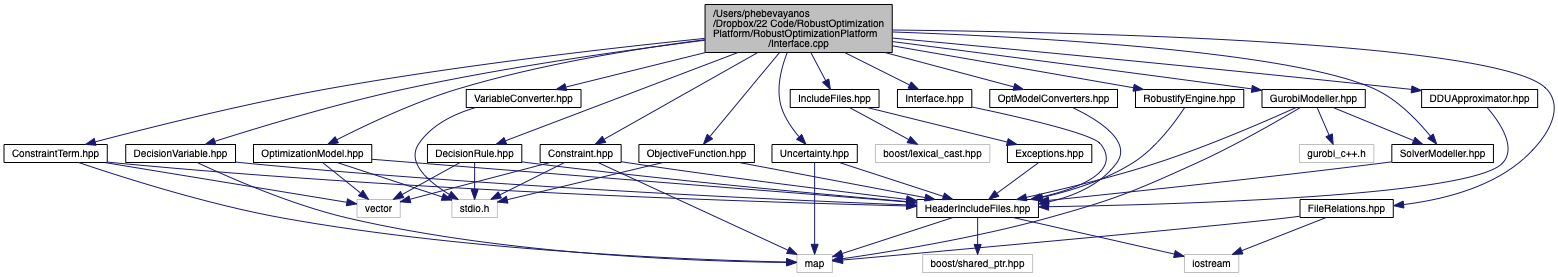 /Users/phebevayanos
/Dropbox/22 Code/RobustOptimization
Platform/RobustOptimizationPlatform
/Interface.cpp
VariableConverter.hpp
IncludeFiles.hpp
Interface.hpp
OptModelConverters.hpp
RobustifyEngine.hpp
GurobiModeller.hpp
DDUApproximator.hpp
ConstraintTerm.hpp
DecisionVariable.hpp
OptimizationModel.hpp
DecisionRule.hpp
Constraint.hpp
ObjectiveFunction.hpp
Uncertainty.hpp
boost/lexical_cast.hpp
Exceptions.hpp
gurobi_c++.h
SolverModeller.hpp
vector
stdio.h
HeaderIncludeFiles.hpp
FileRelations.hpp
map
boost/shared_ptr.hpp
iostream